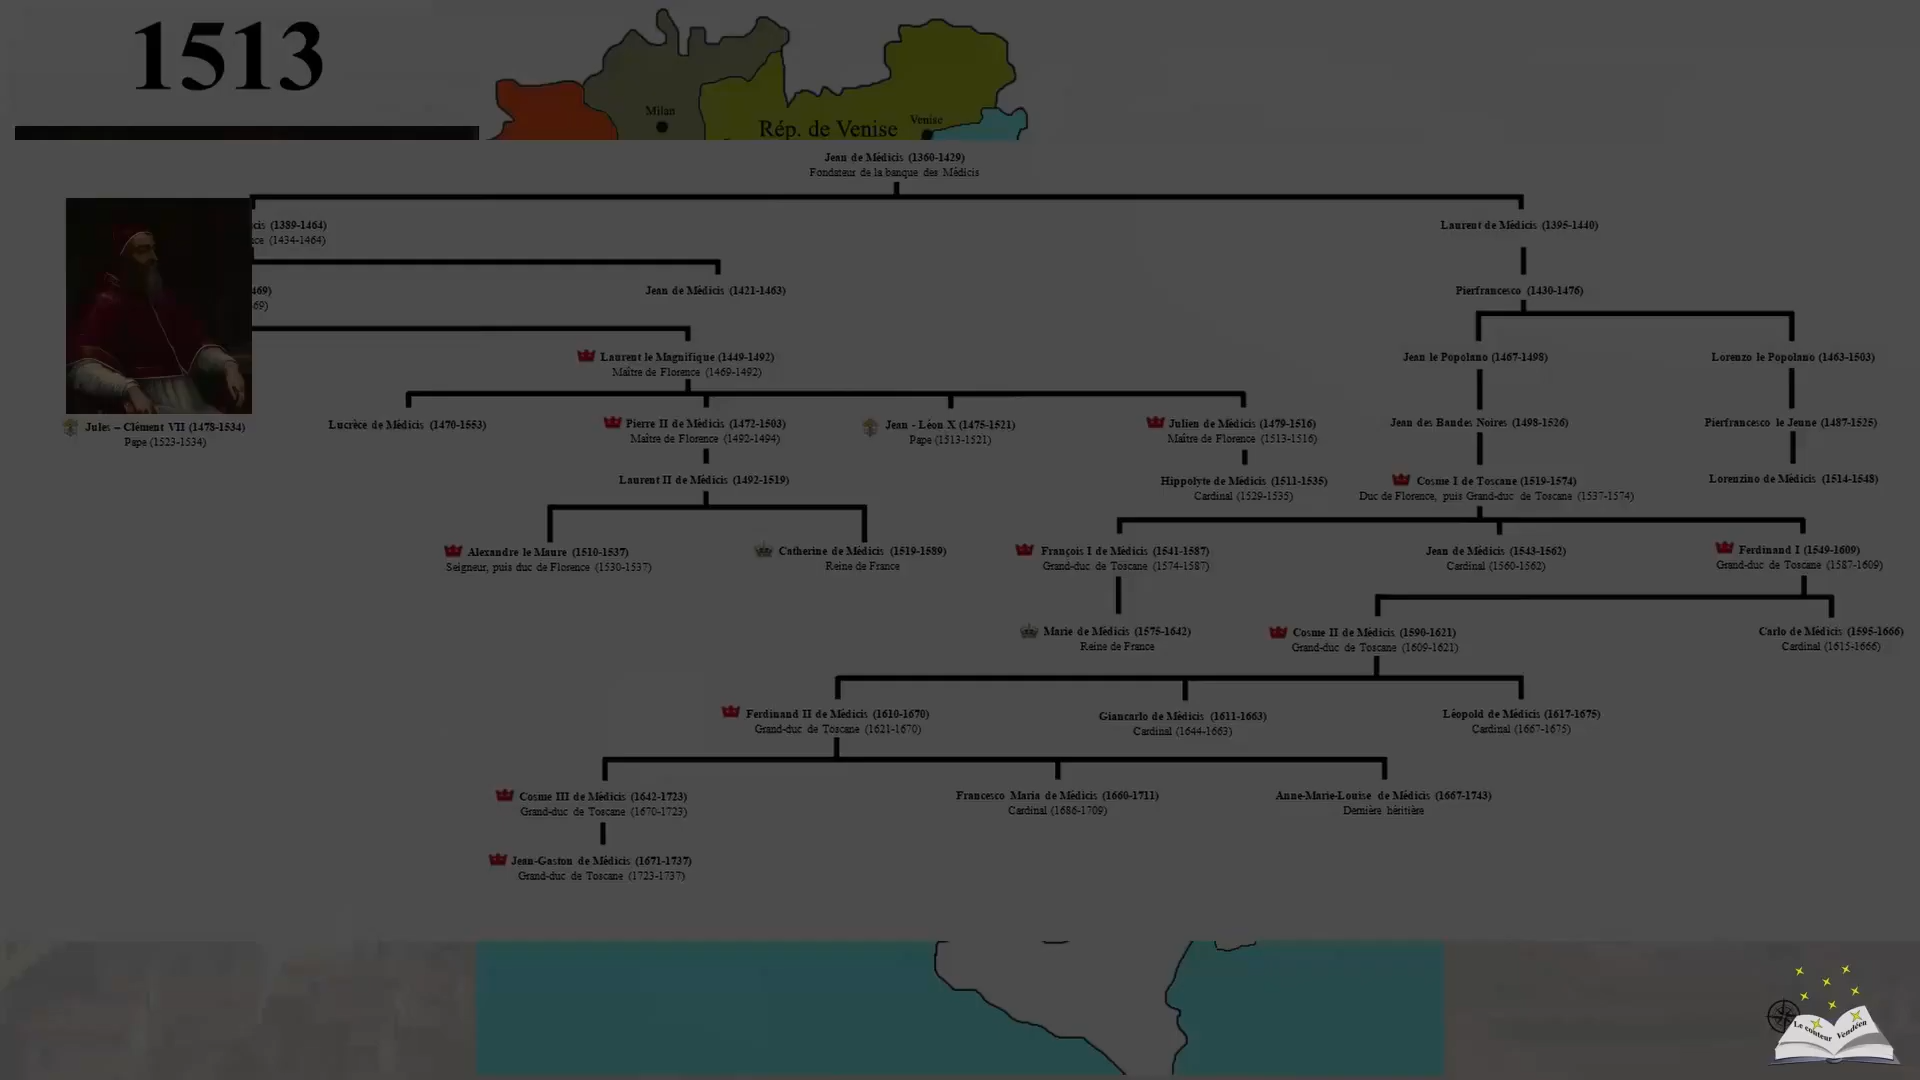 1513
Milan
Rép. de Venise
Venise
Jean de Médicis (1360-1429)
Fondateur de la banque des Médicis
cis (1389-1464)
ce (1434-1464)
Laurent de Médicis (1395-1440)
469)
69)
Jean de Médicis (1421-1463)
Pierfrancesco (1430-1476)
Laurent le Magnifique (1449-1492)
Maître de Florence (1469-1492)
Jean le Popolano (1467-1498)
Lorenzo le Popolano (1463-1503)
Jules – Clément VII (1478-1534)
Pape (1523-1534)
Lucrèce de Médicis (1470-1553)
Pierre II de Médicis (1472-1503)
Maître de Florence (1492-1494)
Jean - Léon X (1475-1521)
Pape (1513-1521)
Julien de Médicis (1479-1516)
Maître de Florence (1513-1516)
Jean des Bandes Noires (1498-1526)
Pierfrancesco le Jeune (1487-1525)
Laurent II de Médicis (1492-1519)
Hippolyte de Médicis (1511-1535)
Cardinal (1529-1535)
Cosme I de Toscane (1519-1574)
Duc de Florence, puis Grand-duc de Toscane (1537-1574)
Lorenzino de Médicis (1514-1548)
Alexandre le Maure (1510-1537)
Seigneur, puis duc de Florence (1530-1537)
Catherine de Médicis (1519-1589)
Reine de France
François I de Médicis (1541-1587)
Grand-duc de Toscane (1574-1587)
Jean de Médicis (1543-1562)
Cardinal (1560-1562)
Ferdinand I (1549-1609)
Grand-duc de Toscane (1587-1609)
Marie de Médicis (1575-1642)
Reine de France
Cosme II de Médicis (1590-1621)
Grand-duc de Toscane (1609-1621)
Carlo de Médicis (1595-1666)
Cardinal (1615-1666)
Ferdinand II de Médicis (1610-1670)
Grand-duc de Toscane (1621-1670)
Giancarlo de Médicis (1611-1663)
Cardinal (1644-1663)
Léopold de Médicis (1617-1675)
Cardinal (1667-1675)
Cosme III de Médicis (1642-1723)
Grand-duc de Toscane (1670-1723)
Francesco Maria de Médicis (1660-1711)
Cardinal (1686-1709)
Anne-Marie-Louise de Médicis (1667-1743)
Dernière héritière
Jean-Gaston de Médicis (1671-1737)
Grand-duc de Toscane (1723-1737)
Le conteur Vendéen